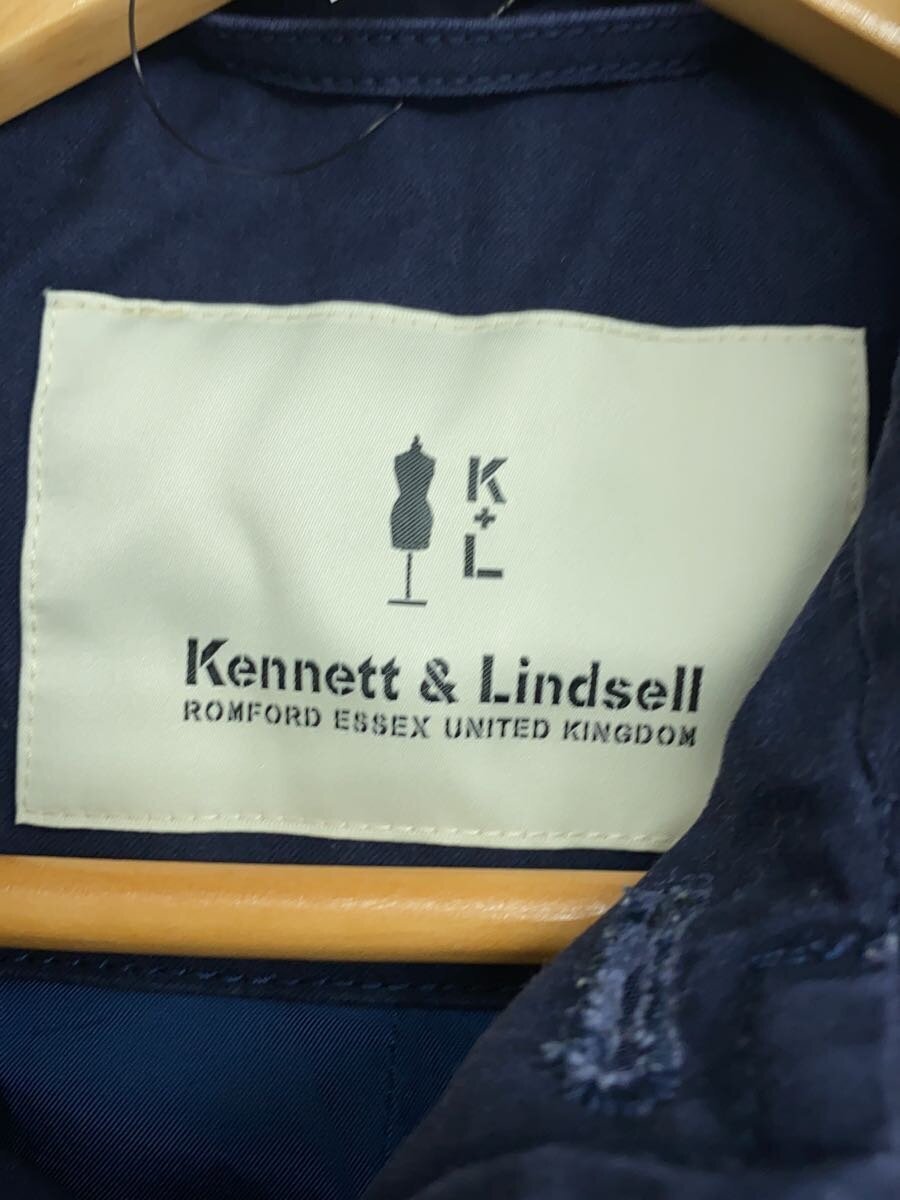 K
+
L
Kennett & Lindsell
ROMFORD ESSEX UNITED KINGDOM